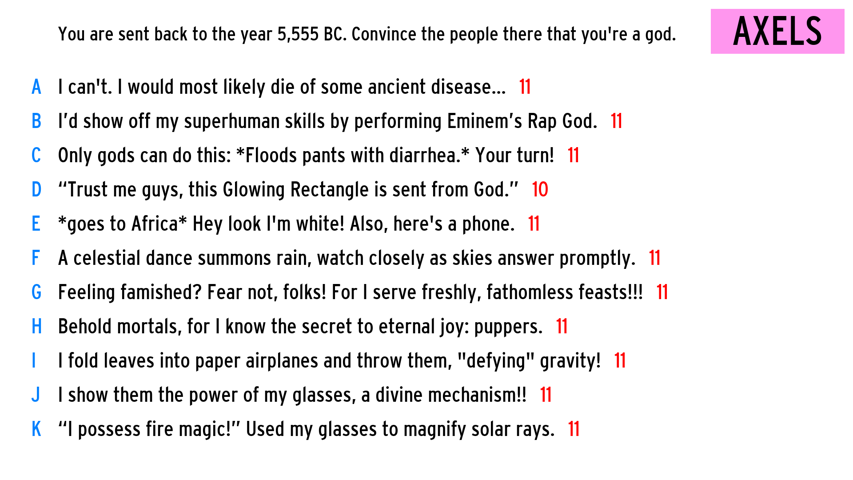 You are sent back to the year 5,555 BC. Convince the people there that you're a god.
AXELS
A I can't. I would most likely die of some ancient disease... 11
B I’d show off my superhuman skills by performing Eminem’s Rap God. 11
C Only gods can do this: *Floods pants with diarrhea.* Your turn! 11
D “Trust me guys, this Glowing Rectangle is sent from God.” 10
E *goes to Africa* Hey look I'm white! Also, here's a phone. 11
F A celestial dance summons rain, watch closely as skies answer promptly. 11
G Feeling famished? Fear not, folks! For I serve freshly, fathomless feasts!!! 11
H Behold mortals, for I know the secret to eternal joy: puppers. 11
I I fold leaves into paper airplanes and throw them, "defying" gravity! 11
J I show them the power of my glasses, a divine mechanism!! 11
K “I possess fire magic!” Used my glasses to magnify solar rays. 11